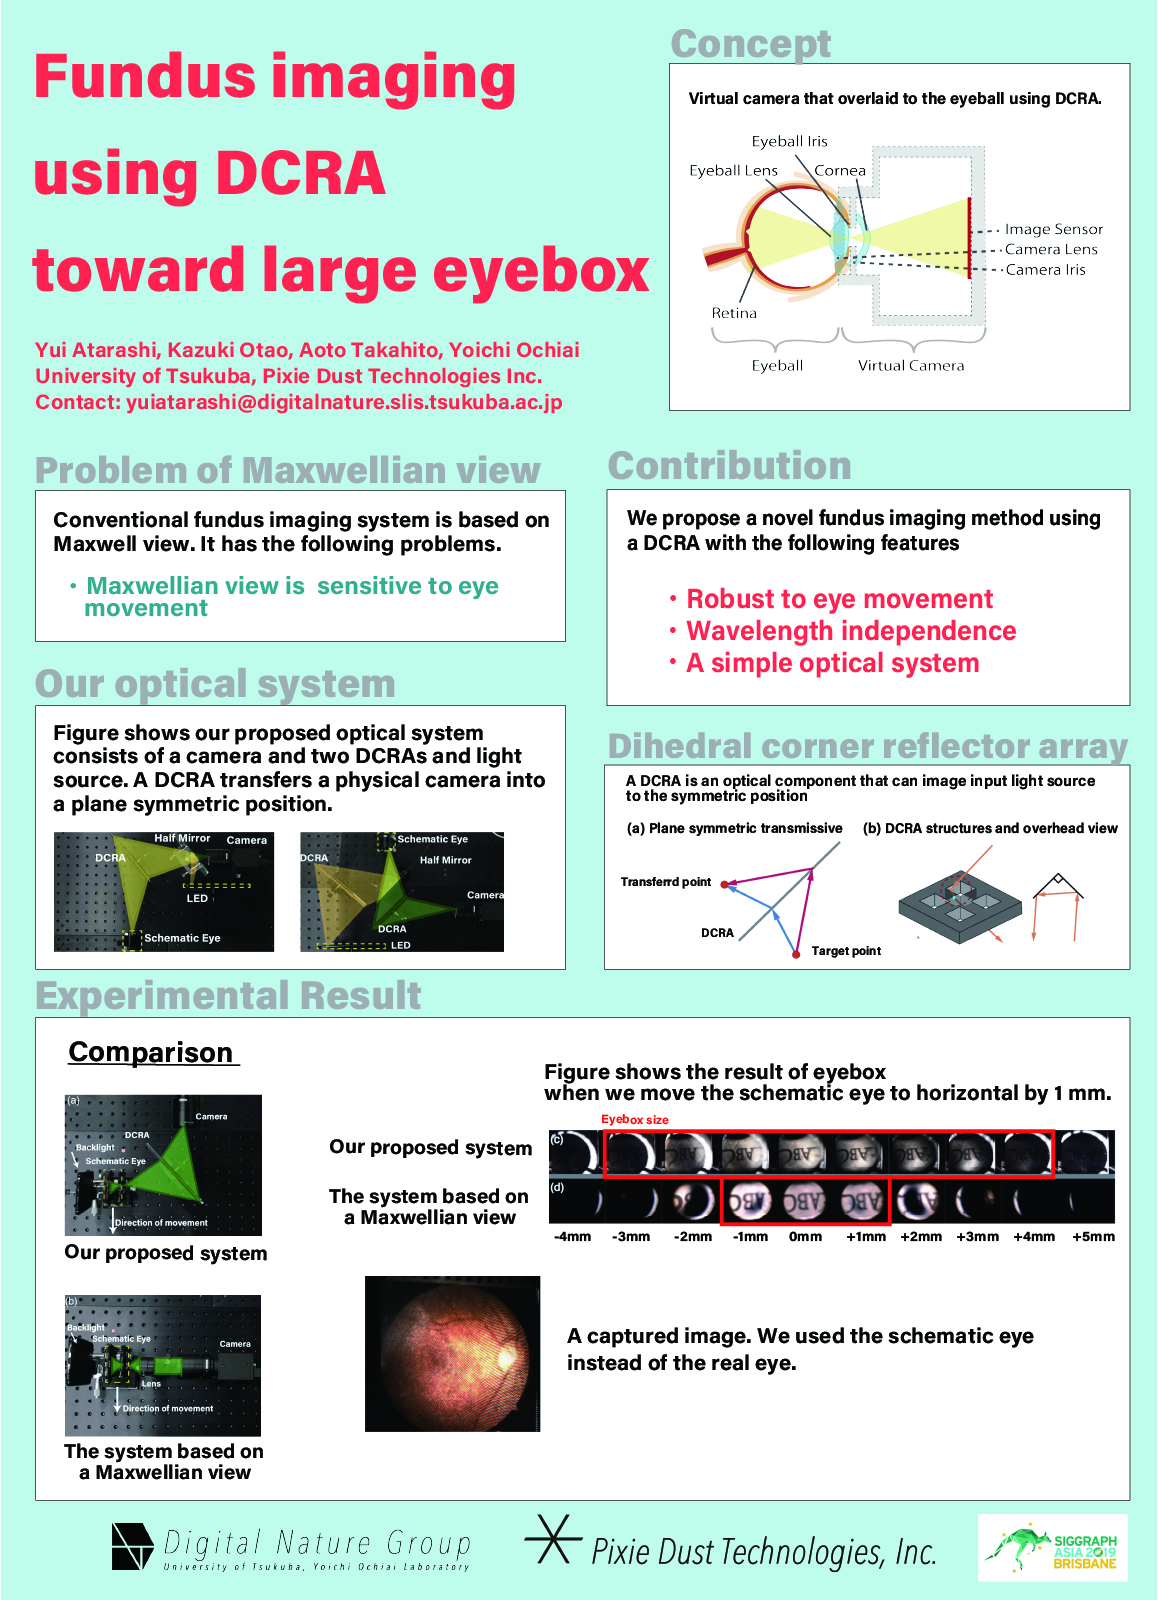 Fundus imaging
using DCRA
toward large eyebox
Yui Atarashi, Kazuki Otao, Aoto Takahito, Yoichi Ochiai
University of Tsukuba, Pixie Dust Technologies Inc.
Contact: yuiatarashi@digitalnature.slis.tsukuba.ac.jp
Concept
Virtual camera that overlaid to the eyeball using DCRA.
Eyeball Iris
Eyeball Lens
Cornea
Image Sensor
Camera Lens
Camera Iris
Retina
Eyeball
Virtual Camera
Problem of Maxwellian view
Conventional fundus imaging system is based on
Maxwell view. It has the following problems.
・Maxwellian view is sensitive to eye
movement
Contribution
We propose a novel fundus imaging method using
a DCRA with the following features
・Robust to eye movement
・Wavelength independence
・A simple optical system
Our optical system
Figure shows our proposed optical system
consists of a camera and two DCRAs and light
source. A DCRA transfers a physical camera into
a plane symmetric position.
Half Mirror
Camera
DCRA
LED
Schematic Eye
Schematic Eye
DCRA
Half Mirror
Camera
DCRA
LED
Dihedral corner reflector array
A DCRA is an optical component that can image input light source
to the symmetric position
(a) Plane symmetric transmissive
(b) DCRA structures and overhead view
Transferrd point
DCRA
Target point
Experimental Result
Comparison
(a)
Camera
DCRA
Backlight
Schematic Eye
Direction of movement
Our proposed system
(b)
Backlight
Schematic Eye
Camera
Lens
Direction of movement
The system based on
a Maxwellian view
Figure shows the result of eyebox
when we move the schematic eye to horizontal by 1 mm.
Eyebox size
Our proposed system
(c)
The system based on
a Maxwellian view
(d)
-4mm -3mm -2mm -1mm 0mm +1mm +2mm +3mm +4mm +5mm
A captured image. We used the schematic eye
instead of the real eye.
Digital Nature Group
University of Tsukuba, Yoichi Ochiai Laboratory
Pixie Dust Technologies, Inc.
SIGGRAPH
ASIA 2019
BRISBANE